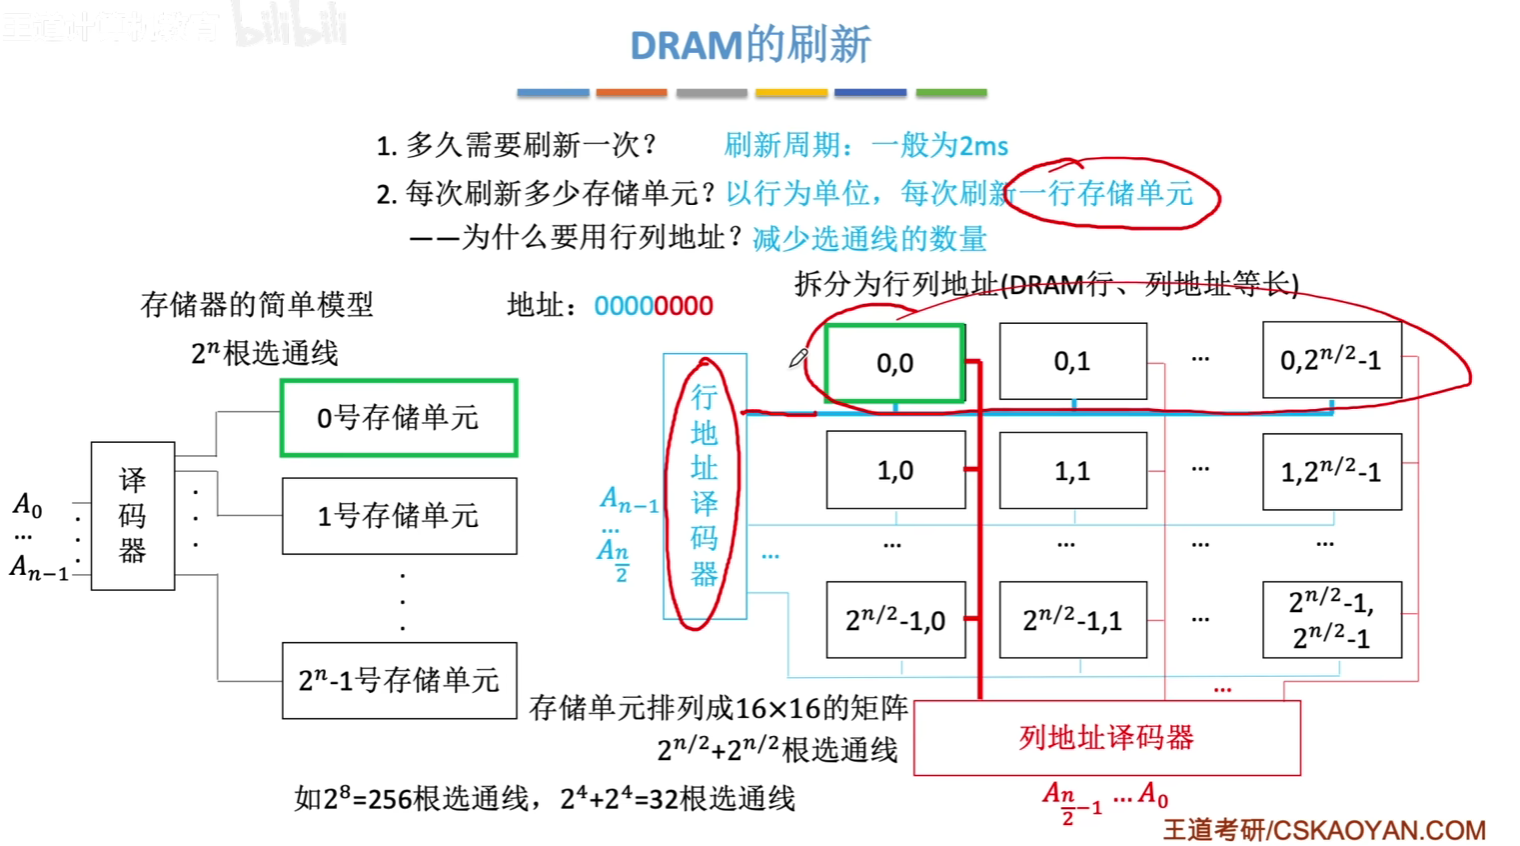 王道计算机教育 bilibili
DRAM的刷新
1. 多久需要刷新一次？ 刷新周期：一般为2ms
2. 每次刷新多少存储单元？以行为单位，每次刷新一行存储单元
——为什么要用行列地址？减少选通线的数量
拆分为行列地址(DRAM行、列地址等长)
存储器的简单模型
地址：00000000
2ⁿ根选通线
0号存储单元
1号存储单元
2ⁿ-1号存储单元
译码器
A₀
...
Aₙ₋₁
行地址译码器
Aₙ₋₁
...
A_{n/2}
0,0 0,1 ... 0,2^{n/2}-1
1,0 1,1 ... 1,2^{n/2}-1
... ... ... ... ...
2^{n/2}-1,0 2^{n/2}-1,1 ... 2^{n/2}-1,
2^{n/2}-1
...
存储单元排列成16×16的矩阵
2^{n/2}+2^{n/2}根选通线
列地址译码器
如2⁸=256根选通线，2⁴+2⁴=32根选通线
A_{n/2-1} ... A₀
王道考研/CSKAOYAN.COM